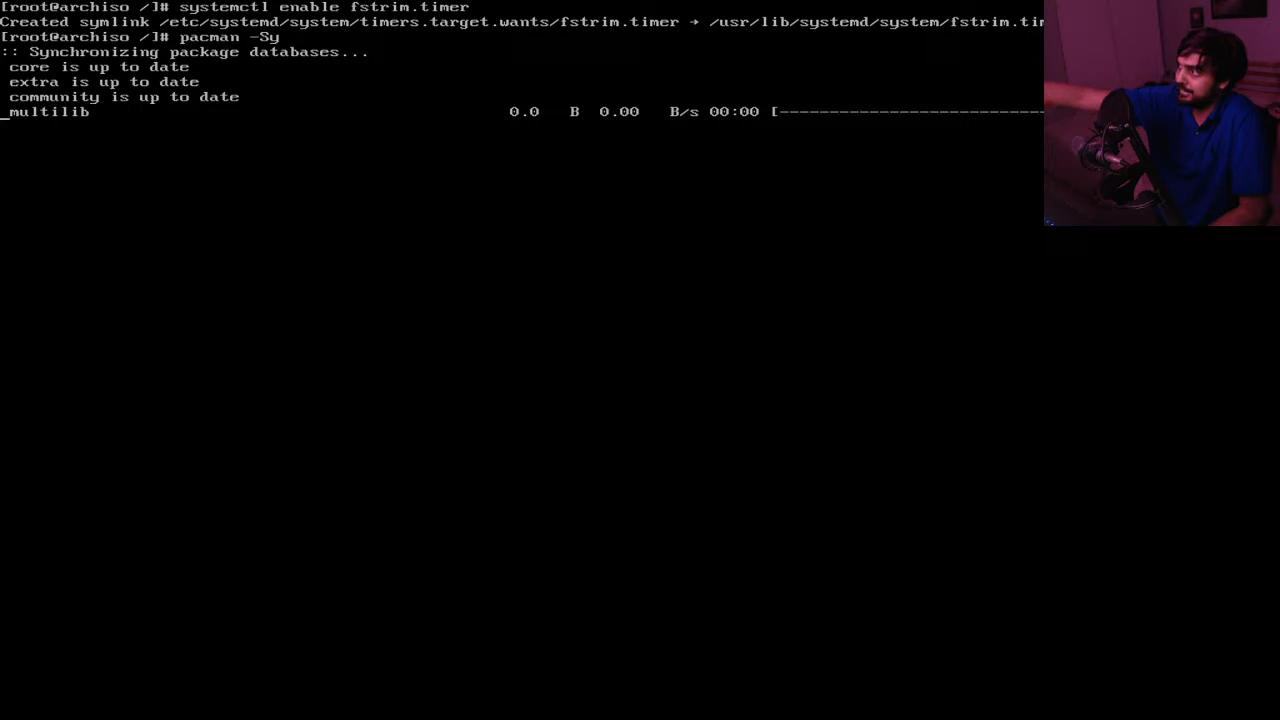 [root@archiso /]# systemctl enable fstrim.timer
Created symlink /etc/systemd/system/timers.target.wants/fstrim.timer → /usr/lib/systemd/system/fstrim.tim
[root@archiso /]# pacman -Sy
:: Synchronizing package databases...
core is up to date
extra is up to date
community is up to date
multilib 0.0 B 0.00 B/s 00:00 [---------------------------